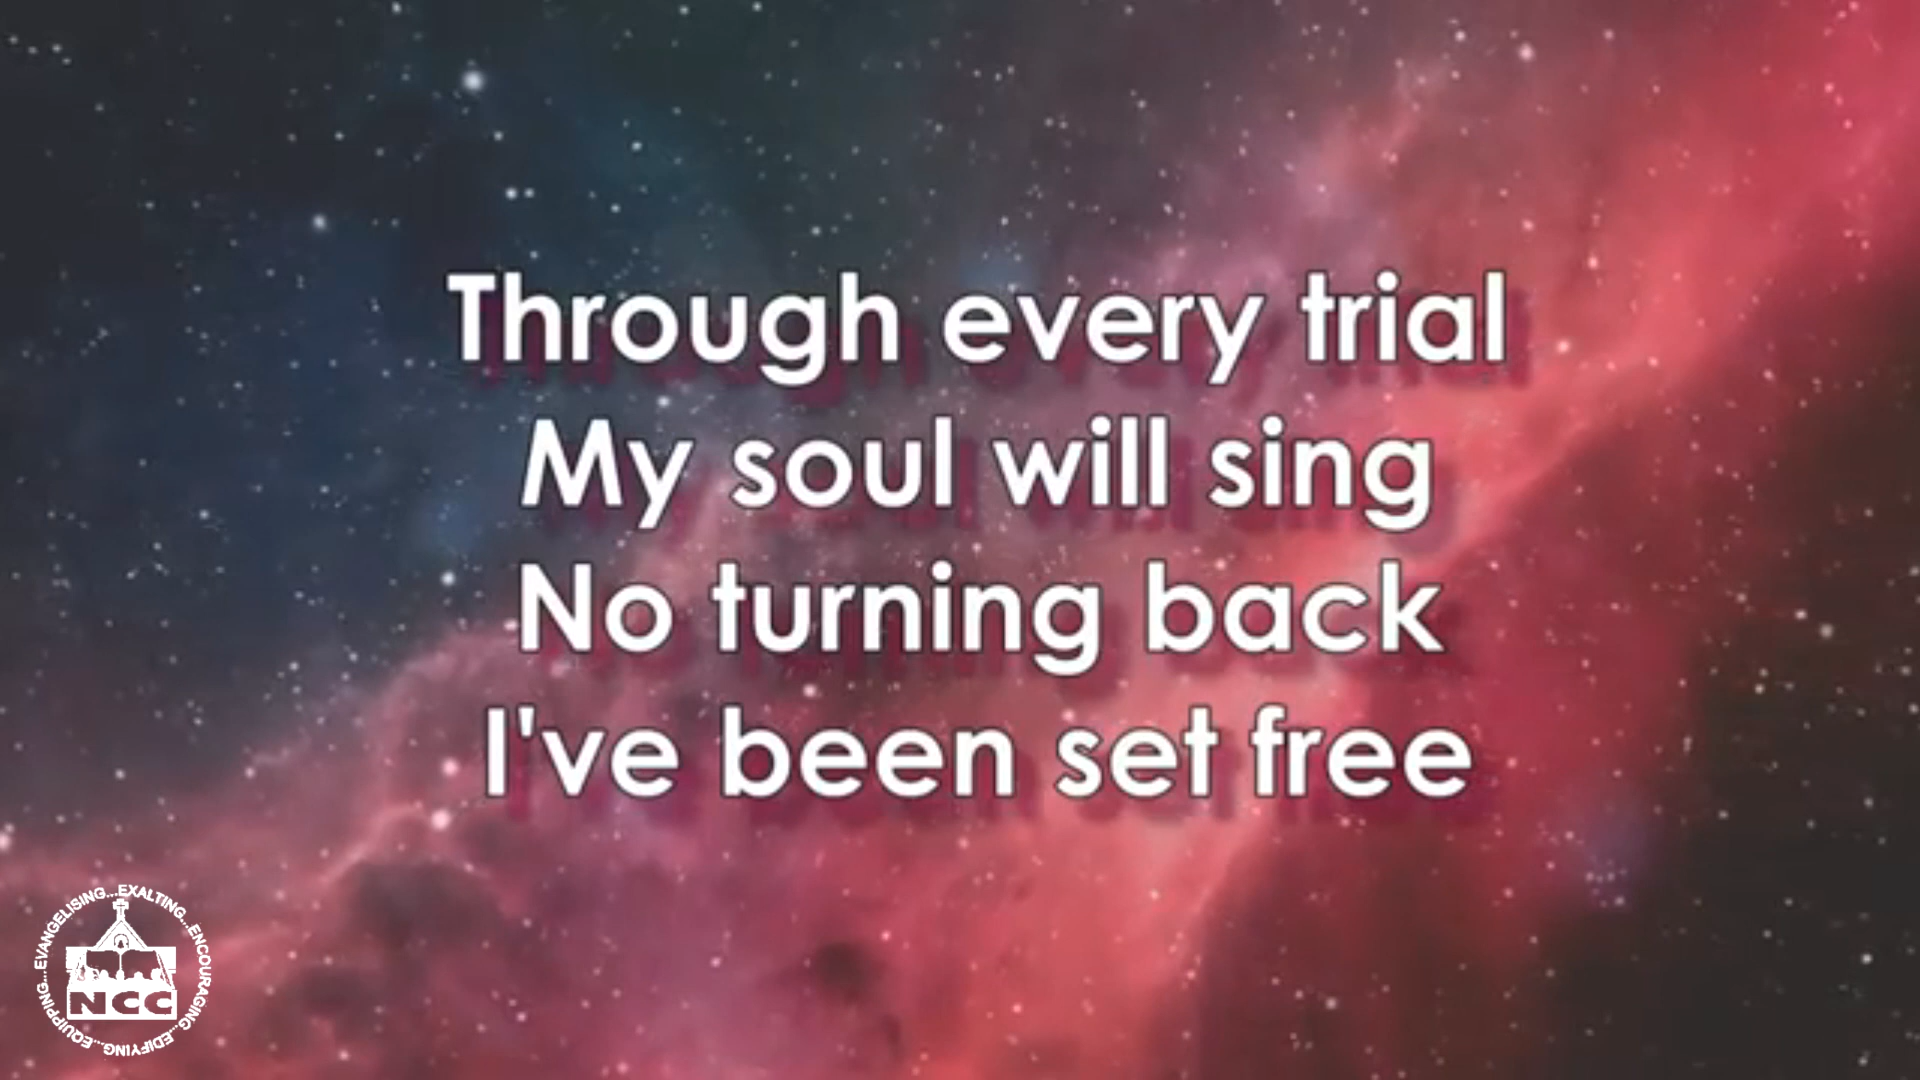 Through every trial
My soul will sing
No turning back
I've been set free
EVANGELISING...EXALTING...ENCOURAGING...EDIFYING...EQUIPPING...
NCC